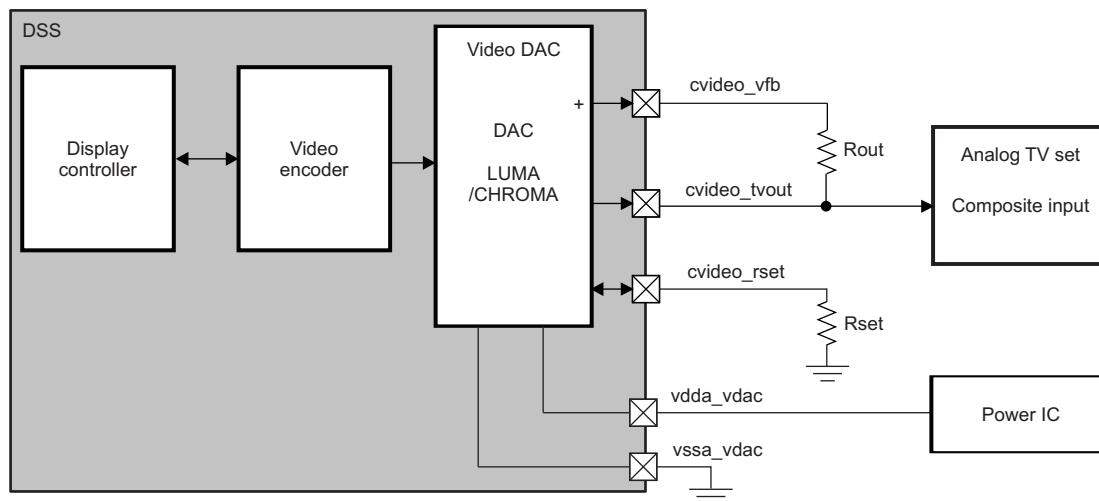 DSS
Display
controller
Video
encoder
Video DAC
+
DAC
LUMA
/CHROMA
cvideo_vfb
Rout
cvideo_tvout
Analog TV set
Composite input
cvideo_rset
Rset
vdda_vdac
Power IC
vssa_vdac